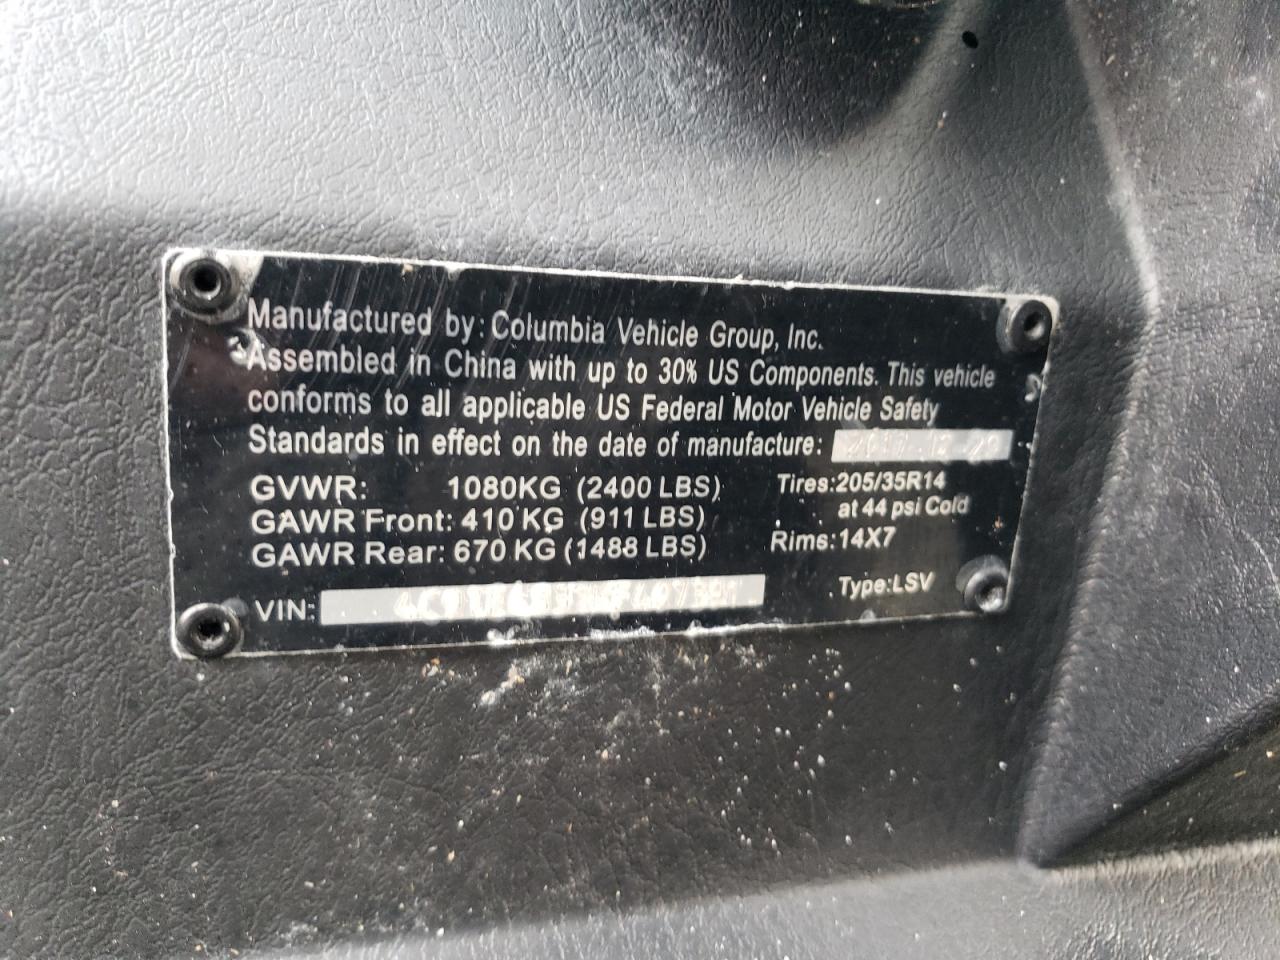 Manufactured by: Columbia Vehicle Group, Inc.
Assembled in China with up to 30% US Components. This vehicle
conforms to all applicable US Federal Motor Vehicle Safety
Standards in effect on the date of manufacture:
GVWR: 1080KG (2400 LBS)
GAWR Front: 410 KG (911 LBS)
GAWR Rear: 670 KG (1488 LBS)
Tires:205/35R14
at 44 psi Cold
Rims:14X7
VIN:
Type:LSV